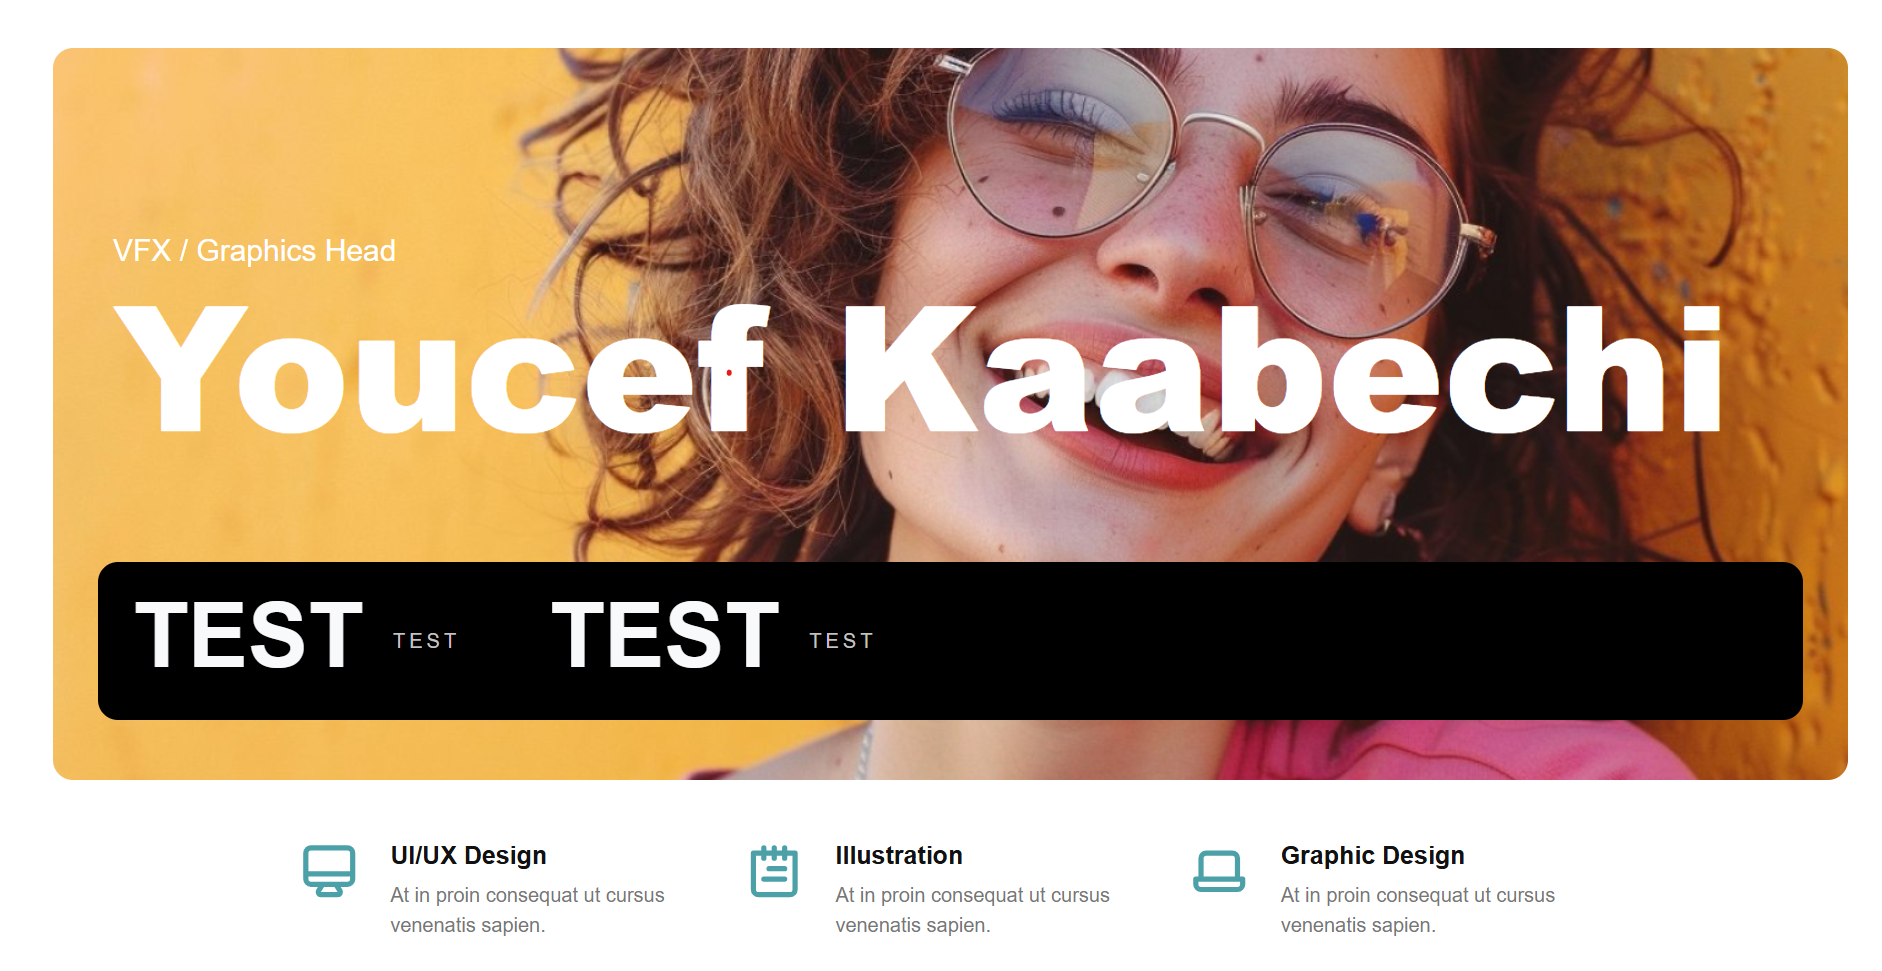 VFX / Graphics Head
Youcef Kaabechi
TEST TEST TEST TEST
UI/UX Design
At in proin consequat ut cursus
venenatis sapien.
Illustration
At in proin consequat ut cursus
venenatis sapien.
Graphic Design
At in proin consequat ut cursus
venenatis sapien.